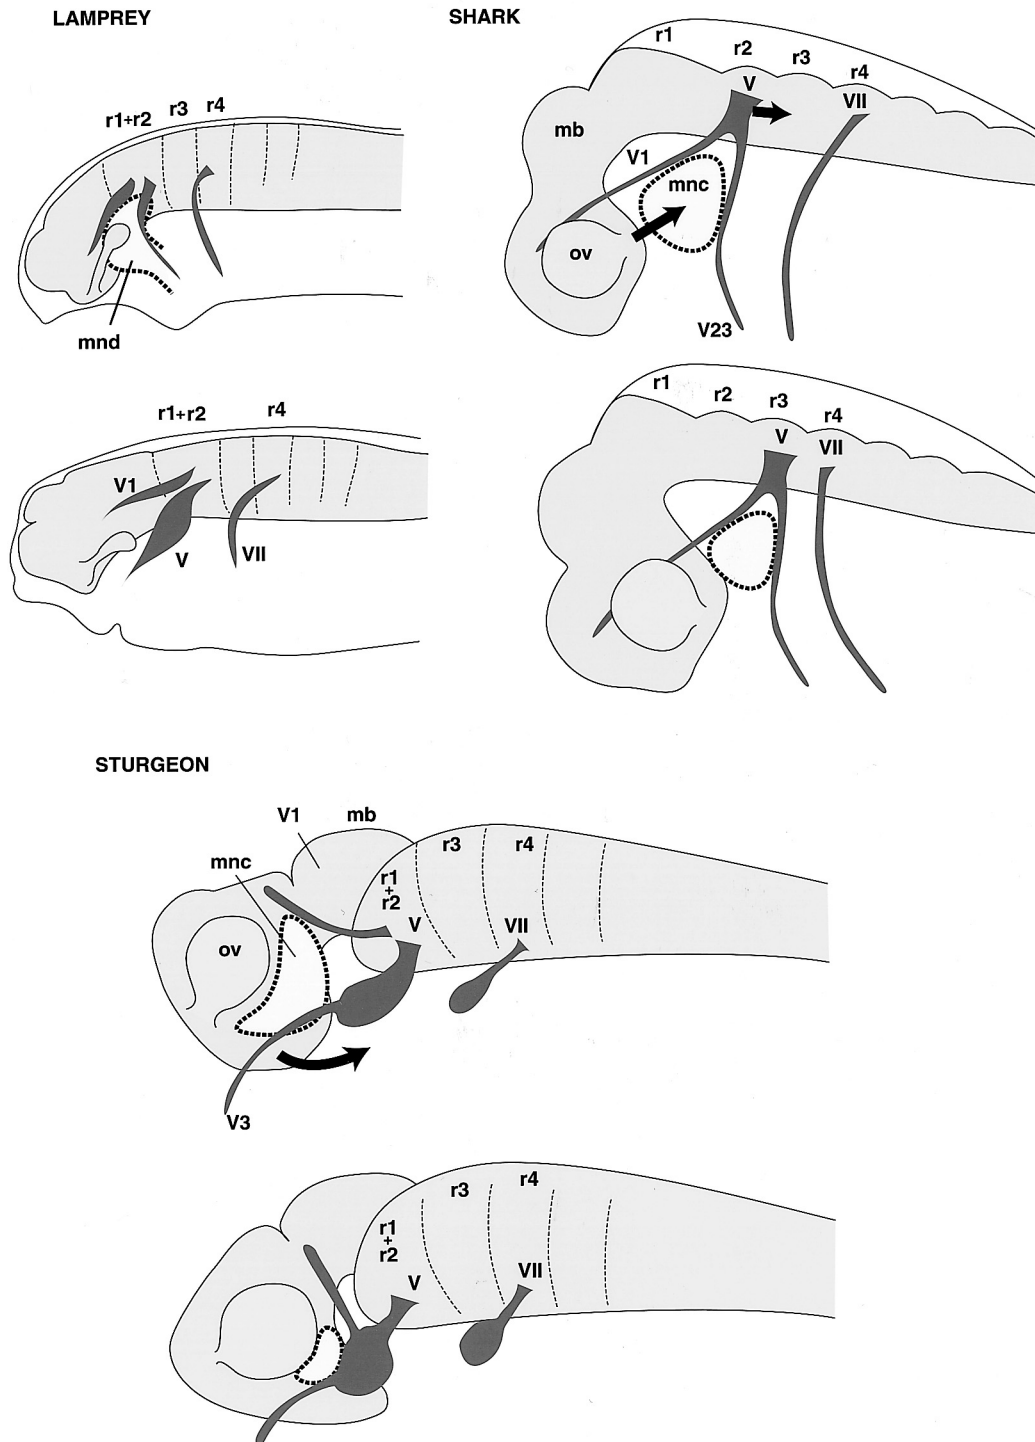 LAMPREY
r1+r2
r3
r4
mnd
r1+r2
r4
V1
V
VII
SHARK
r1
r2
r3
r4
V
VII
mb
V1
mnc
ov
V23
r1
r2
r3
r4
V
VII
STURGEON
V1
mb
mnc
r3
r4
r1
+
r2
V
VII
ov
V3
r3
r4
r1
+
r2
V
VII